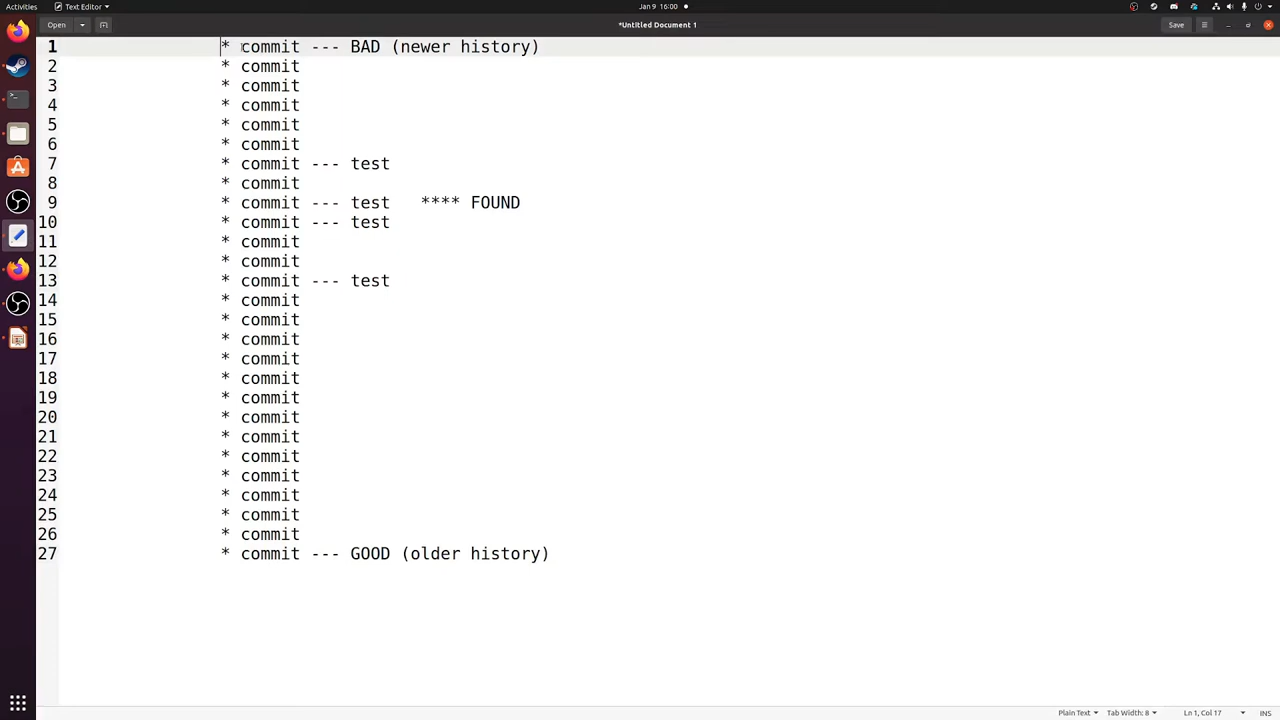 Activities
Text Editor
Jan 9 16:00
Open
*Untitled Document 1
Save
1 * commit --- BAD (newer history)
2 * commit
3 * commit
4 * commit
5 * commit
6 * commit
7 * commit --- test
8 * commit
9 * commit --- test **** FOUND
10 * commit --- test
11 * commit
12 * commit
13 * commit --- test
14 * commit
15 * commit
16 * commit
17 * commit
18 * commit
19 * commit
20 * commit
21 * commit
22 * commit
23 * commit
24 * commit
25 * commit
26 * commit
27 * commit --- GOOD (older history)
Plain Text
Tab Width: 8
Ln 1, Col 17
INS